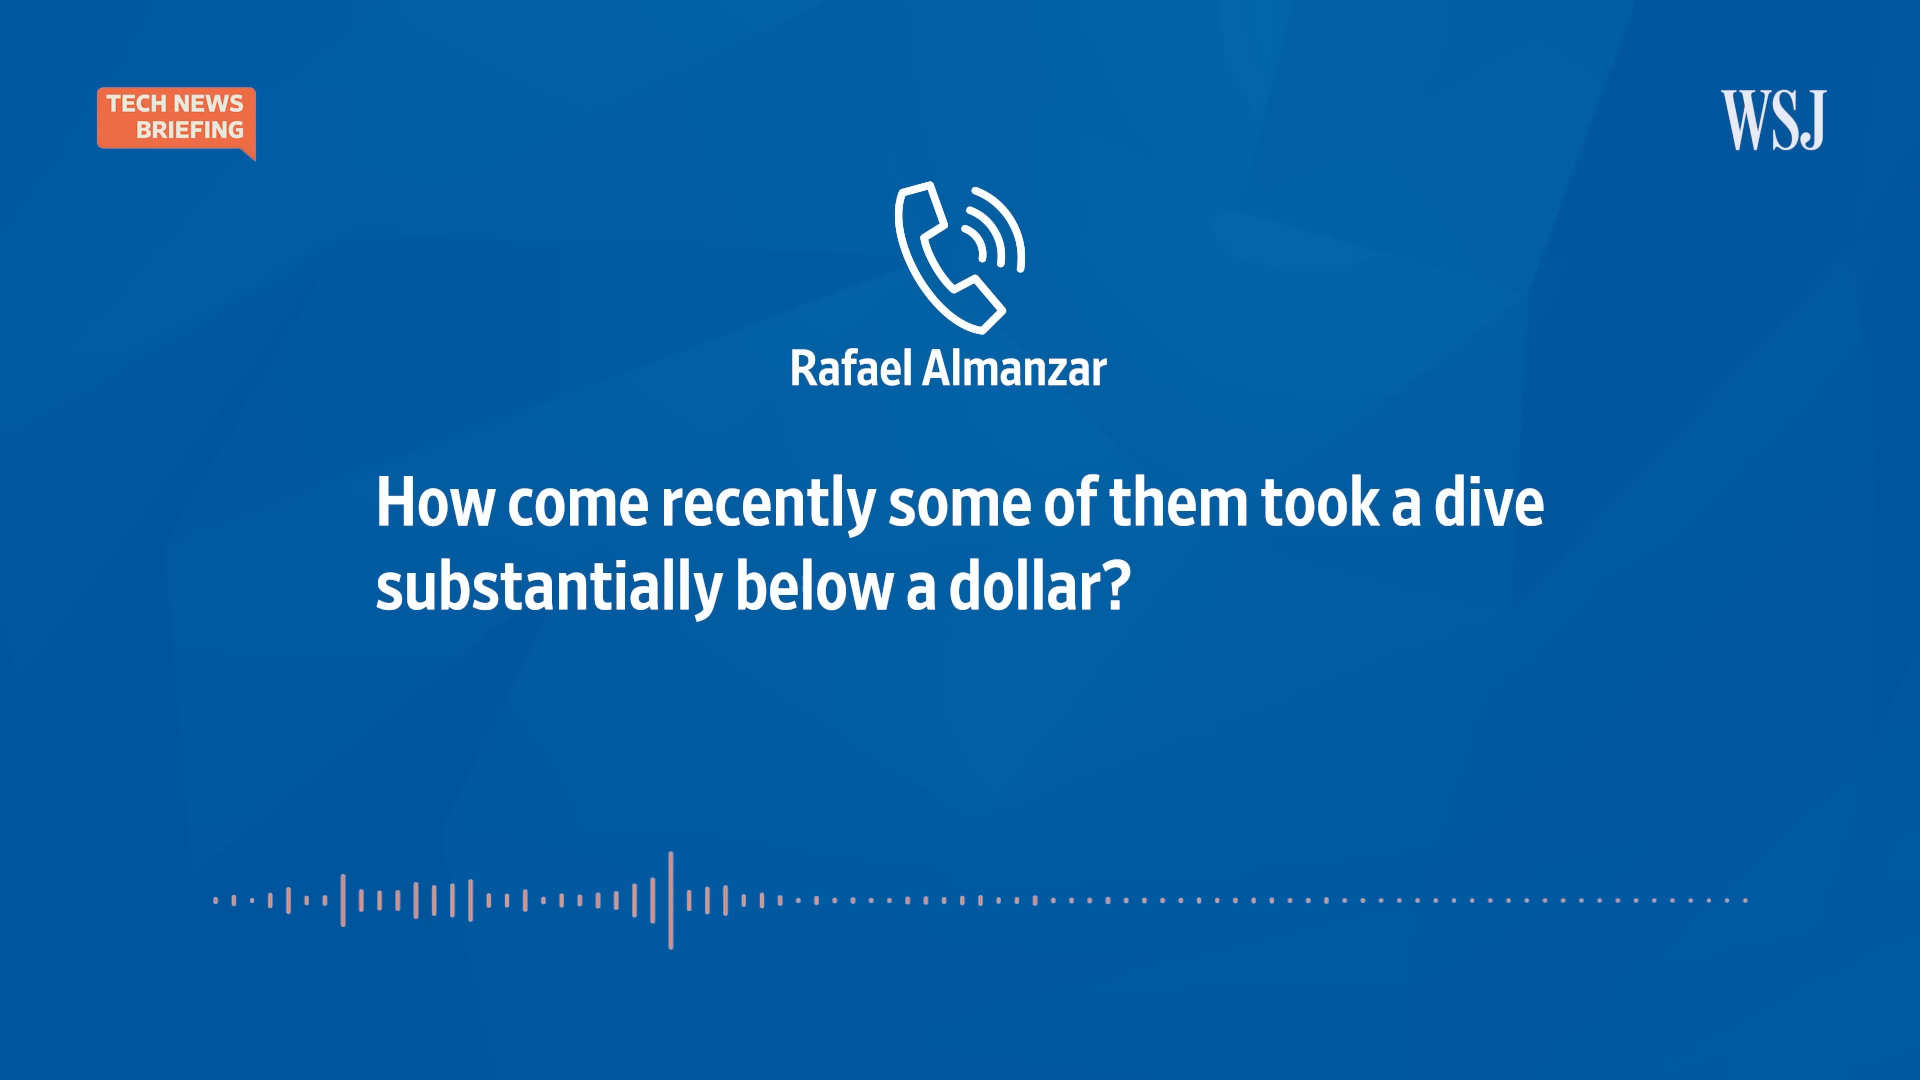 TECH NEWS
BRIEFING
WSJ
Rafael Almanzar
How come recently some of them took a dive
substantially below a dollar?